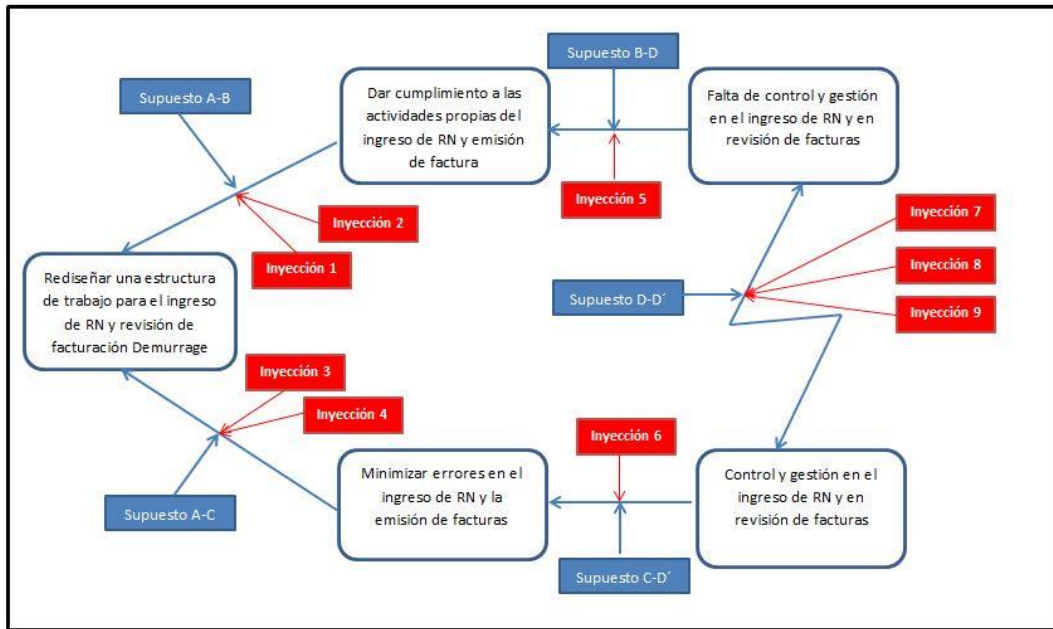 Supuesto A-B
Dar cumplimiento a las
actividades propias del
ingreso de RN y emisión
de factura
Supuesto B-D
Falta de control y gestión
en el ingreso de RN y en
revisión de facturas
Inyección 5
Inyección 2
Inyección 1
Inyección 7
Inyección 8
Inyección 9
Supuesto D-D´
Rediseñar una estructura
de trabajo para el ingreso
de RN y revisión de
facturación Demurrage
Inyección 3
Inyección 4
Supuesto A-C
Minimizar errores en el
ingreso de RN y la
emisión de facturas
Inyección 6
Supuesto C-D´
Control y gestión en el
ingreso de RN y en
revisión de facturas